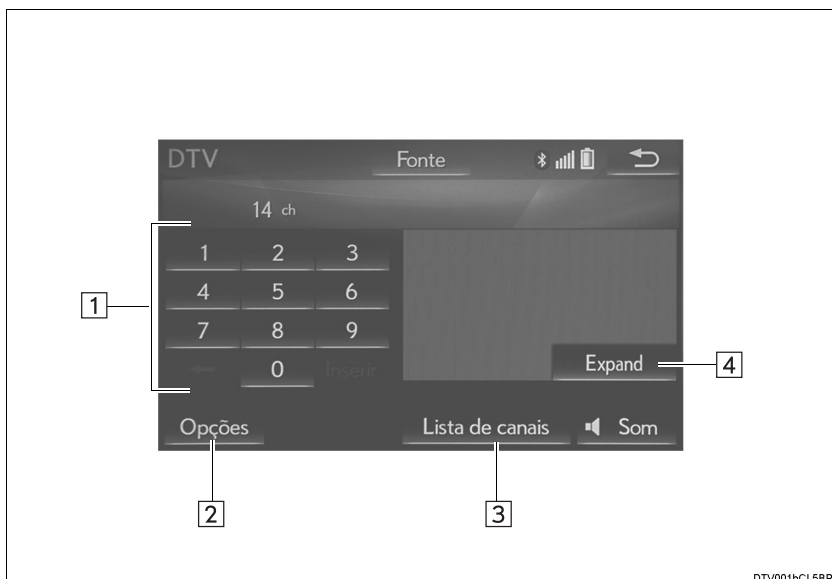 DTV Fonte
14 ch
1 2 3
4 5 6
1
7 8 9
Expand 4
0 Inserir
Opções Lista de canais Som
2 3
DTV001bCL5BR